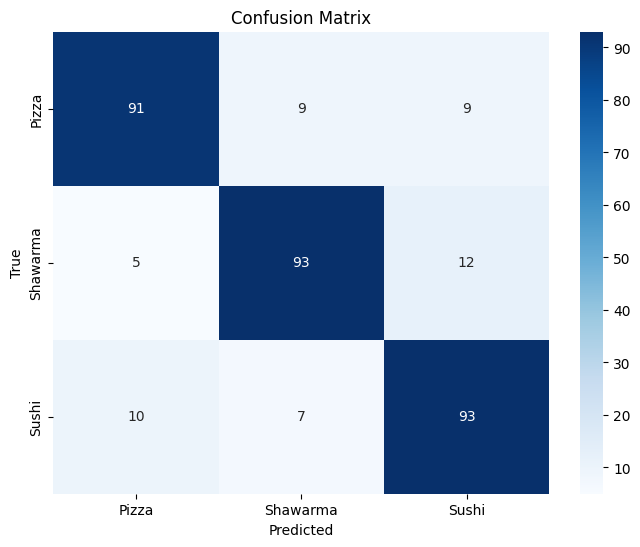 Confusion Matrix
True
Pizza
91 9 9
Shawarma
5 93 12
Sushi
10 7 93
Pizza Shawarma Sushi
Predicted
90
80
70
60
50
40
30
20
10